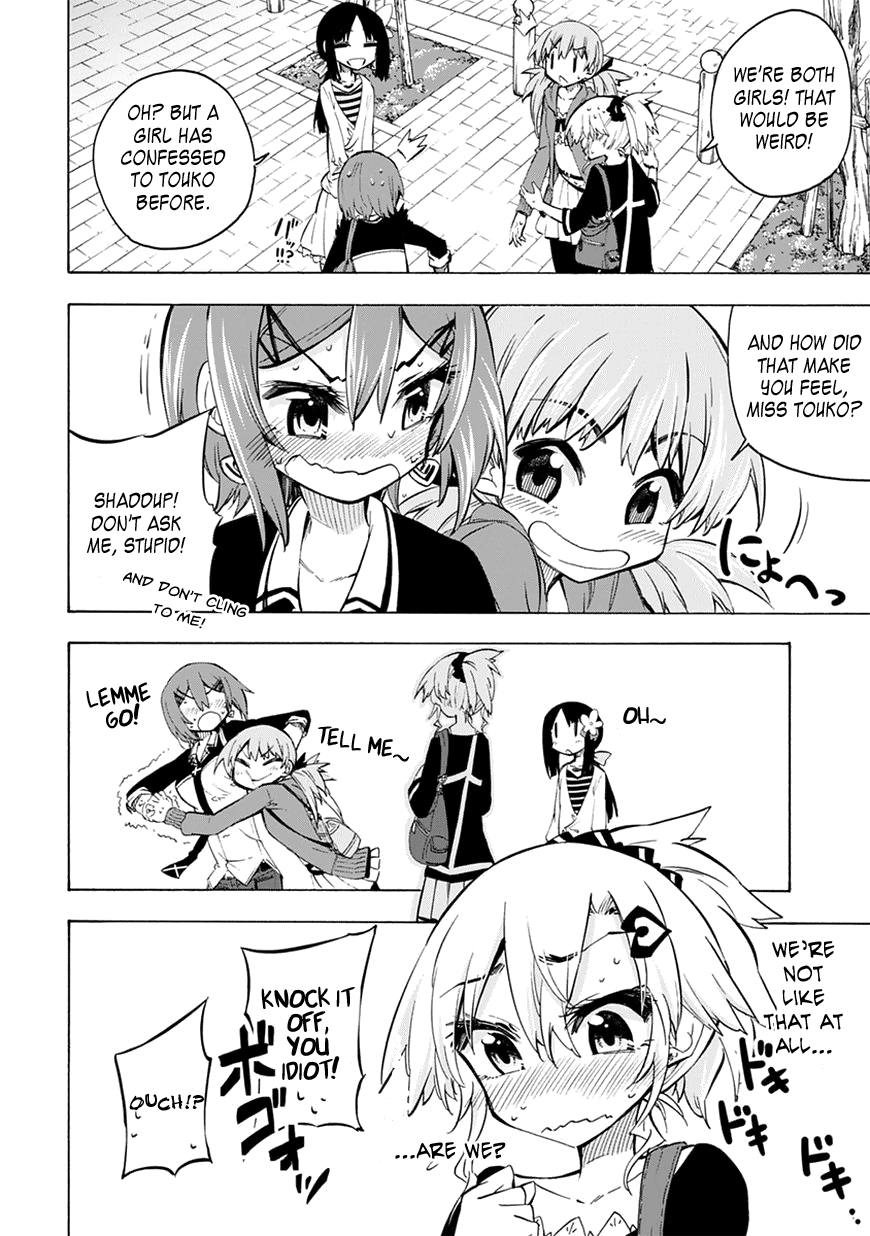 WE'RE BOTH
GIRLS! THAT
WOULD BE
WEIRD!
OH? BUT A
GIRL HAS
CONFESSED
TO TOUKO
BEFORE.
!!?
AND HOW DID
THAT MAKE
YOU FEEL,
MISS TOUKO?
にょへっ
SHADDUP!
DON'T ASK
ME, STUPID!
AND DON'T CLING
TO ME!
OH~
TELL ME~
LEMME
GO!
WE'RE
NOT
LIKE
THAT AT
ALL...
ドキ
ドキ
ドキ...
...ARE WE?
KNOCK IT
OFF,
YOU
IDIOT!
ボゴォッ
OUCH!?